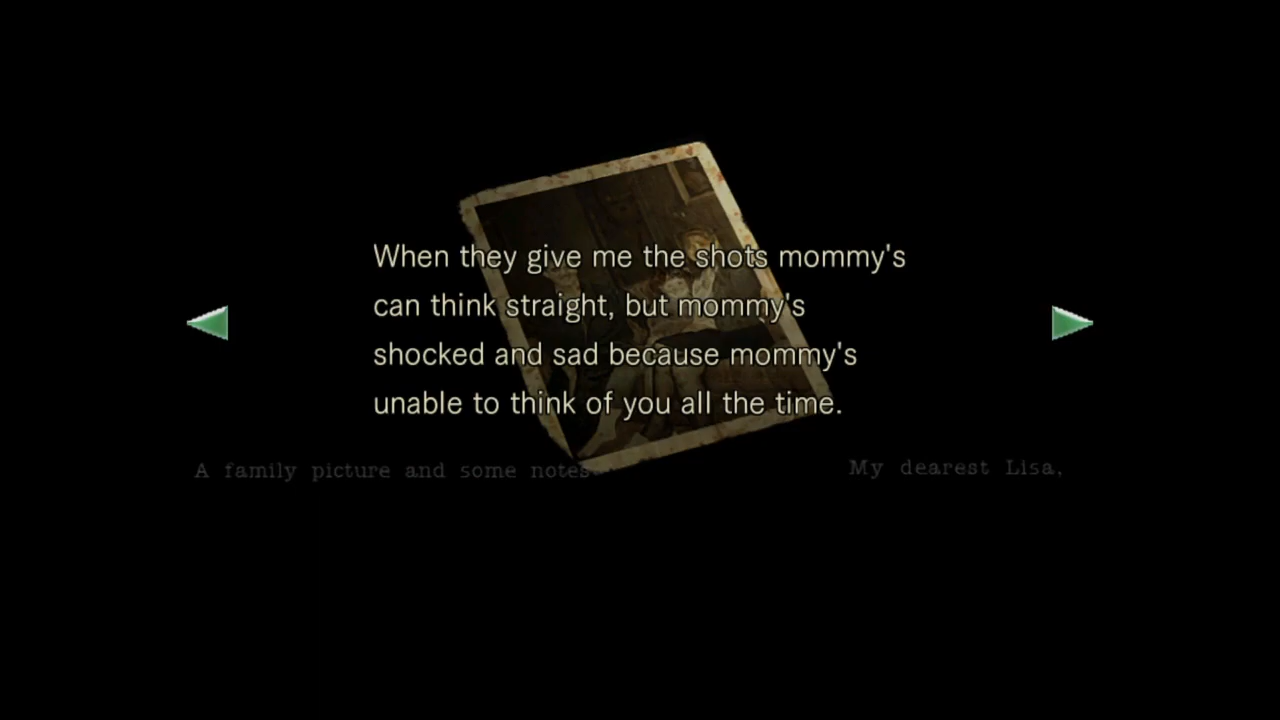 When they give me the shots mommy's
can think straight, but mommy's
shocked and sad because mommy's
unable to think of you all the time.
A family picture and some notes
My dearest Lisa,